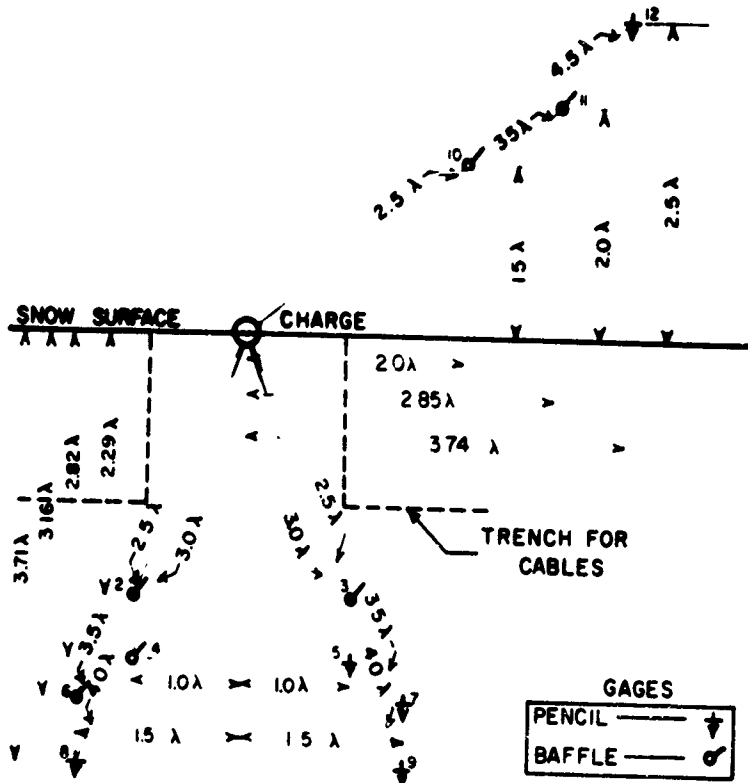 12
4.5λ
11
3.5λ
10
2.5λ
1.5λ
2.0λ
2.5λ
SNOW SURFACE
CHARGE
2.0λ
2.85λ
3.74 λ
3.71λ
3.16λ
2.82λ
2.29λ
2.5λ
3.0λ
2.5λ
3.0λ
TRENCH FOR
CABLES
2
3
3.5λ
4.0λ
3.5λ
4.0λ
4
5
6
7
8
9
1.0λ
1.0λ
1.5 λ
1.5 λ
GAGES
PENCIL
BAFFLE